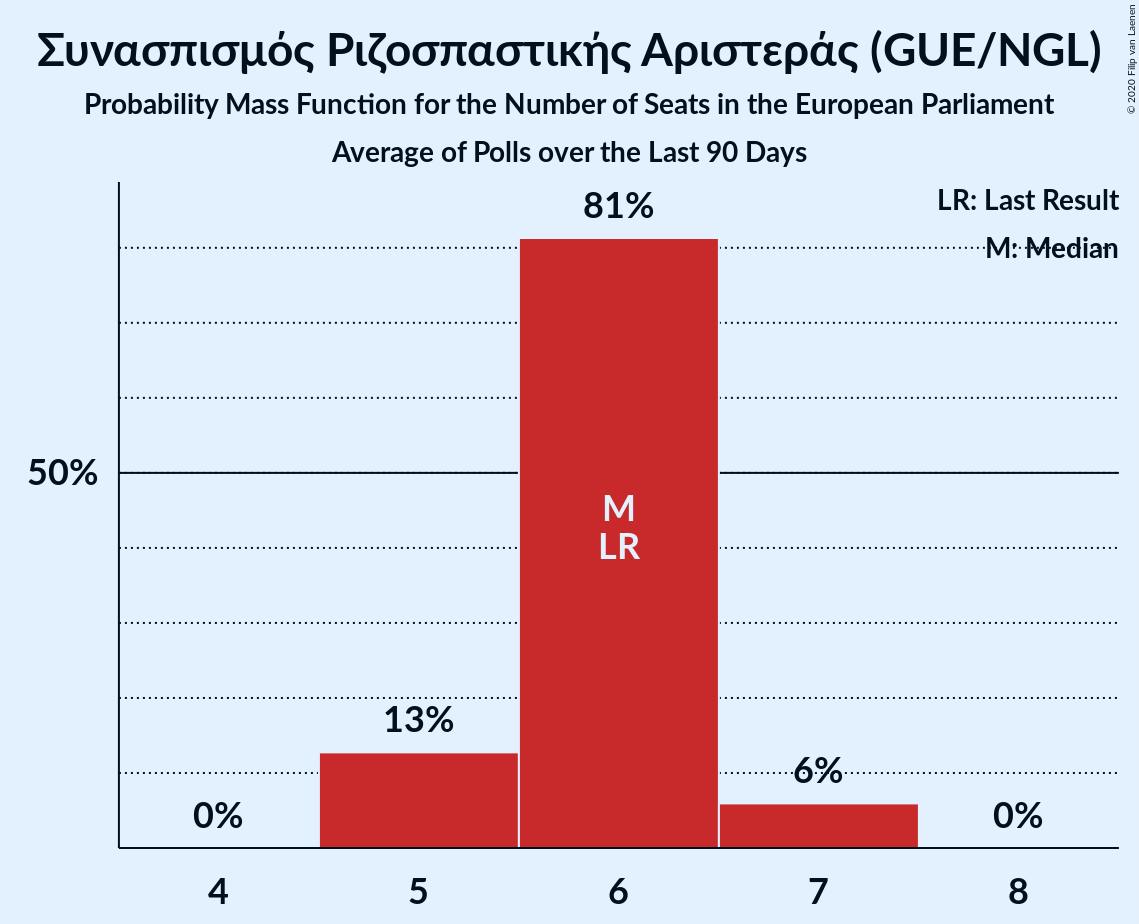 Συνασπισμός Ριζοσπαστικής Αριστεράς (GUE/NGL)
Probability Mass Function for the Number of Seats in the European Parliament
Average of Polls over the Last 90 Days
© 2020 Filip van Laenen
LR: Last Result
M: Median
81%
50%
M
LR
13%
6%
0%
0%
4 5 6 7 8